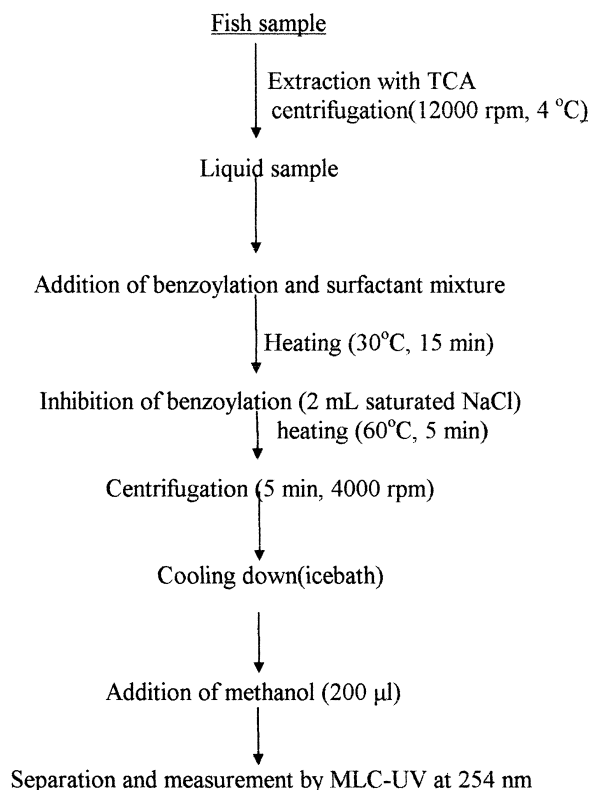 Fish sample
Extraction with TCA
centrifugation(12000 rpm, 4 °C)
Liquid sample
Addition of benzoylation and surfactant mixture
Heating (30°C, 15 min)
Inhibition of benzoylation (2 mL saturated NaCl)
heating (60°C, 5 min)
Centrifugation (5 min, 4000 rpm)
Cooling down(icebath)
Addition of methanol (200 µl)
Separation and measurement by MLC-UV at 254 nm